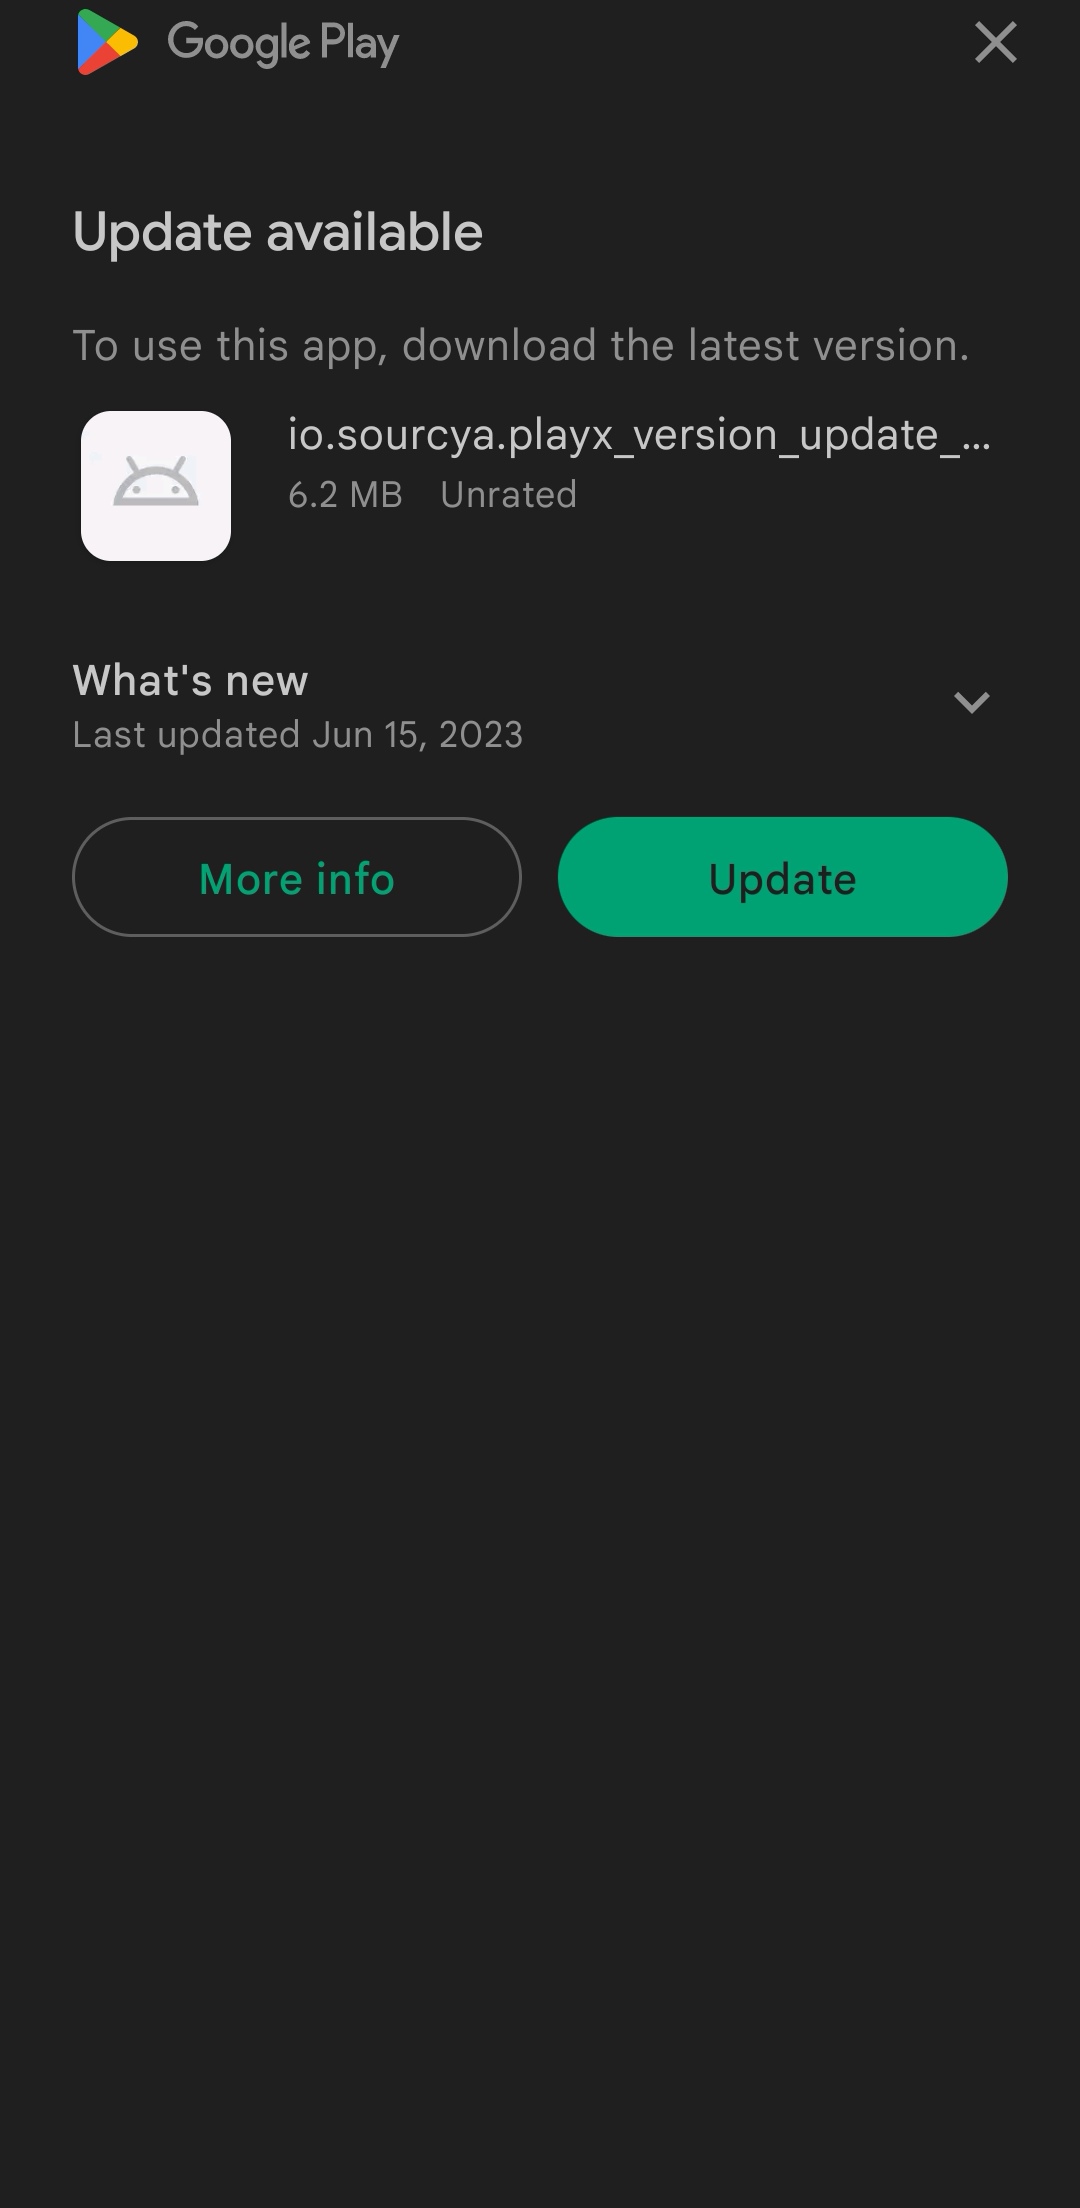 Google Play
Update available
To use this app, download the latest version.
io.sourcya.playx_version_update_...
6.2 MB Unrated
What's new
Last updated Jun 15, 2023
More info
Update